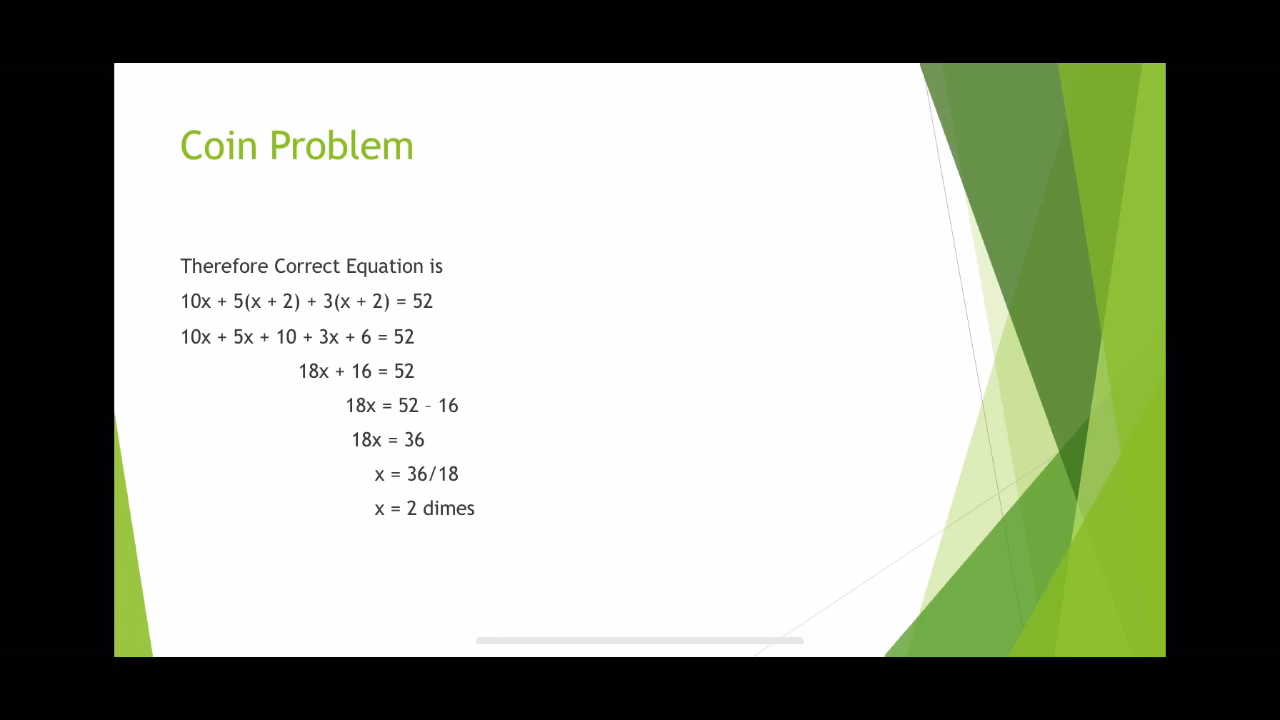 Coin Problem
Therefore Correct Equation is
10x + 5(x + 2) + 3(x + 2) = 52
10x + 5x + 10 + 3x + 6 = 52
18x + 16 = 52
18x = 52 – 16
18x = 36
x = 36/18
x = 2 dimes